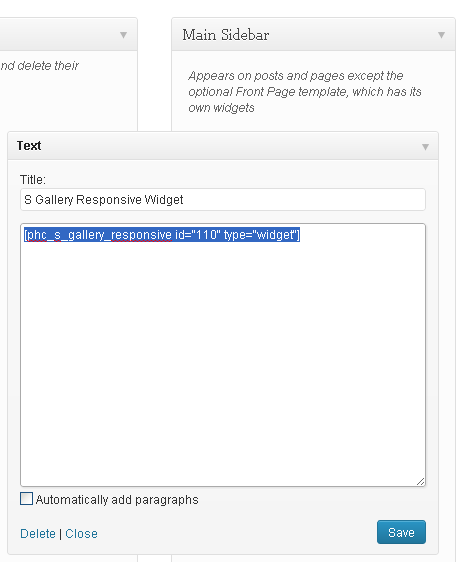 nd delete their
Main Sidebar
Appears on posts and pages except the
optional Front Page template, which has its
own widgets
Text
Title:
S Gallery Responsive Widget
[phc_s_gallery_responsive id="110" type="widget"]
Automatically add paragraphs
Delete | Close
Save